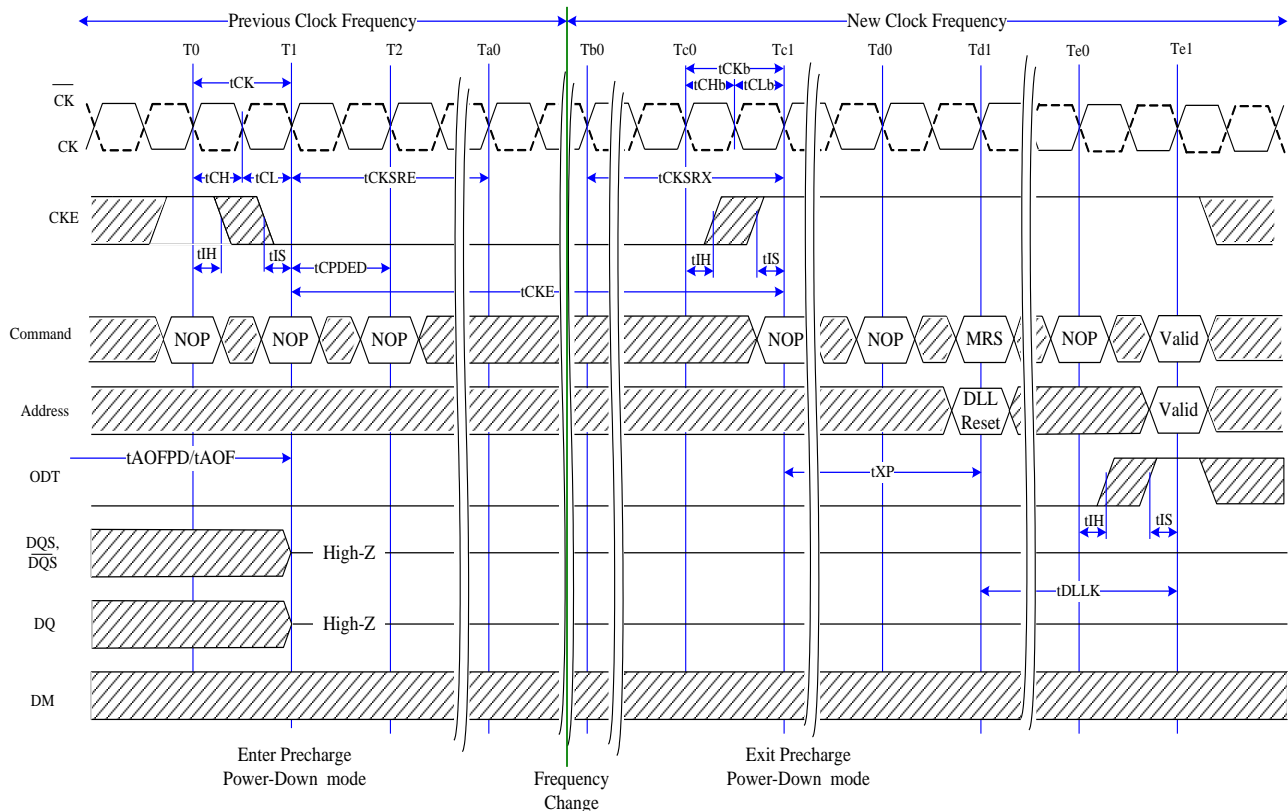 Previous Clock Frequency
New Clock Frequency
T0 T1 T2 Ta0 Tb0 Tc0 Tc1 Td0 Td1 Te0 Te1
tCK
tCKb
tCHb
tCLb
CK
CK
tCH
tCL
tCKSRE
tCKSRX
CKE
tIH
tIS
tCPDED
tIH
tIS
tCKE
Command
NOP NOP NOP NOP NOP MRS NOP Valid
Address
DLL
Reset
Valid
tAOFPD/tAOF
ODT
tXP
tIH
tIS
DQS,
DQS
High-Z
tDLLK
DQ
High-Z
DM
Enter Precharge
Power-Down mode
Frequency
Change
Exit Precharge
Power-Down mode